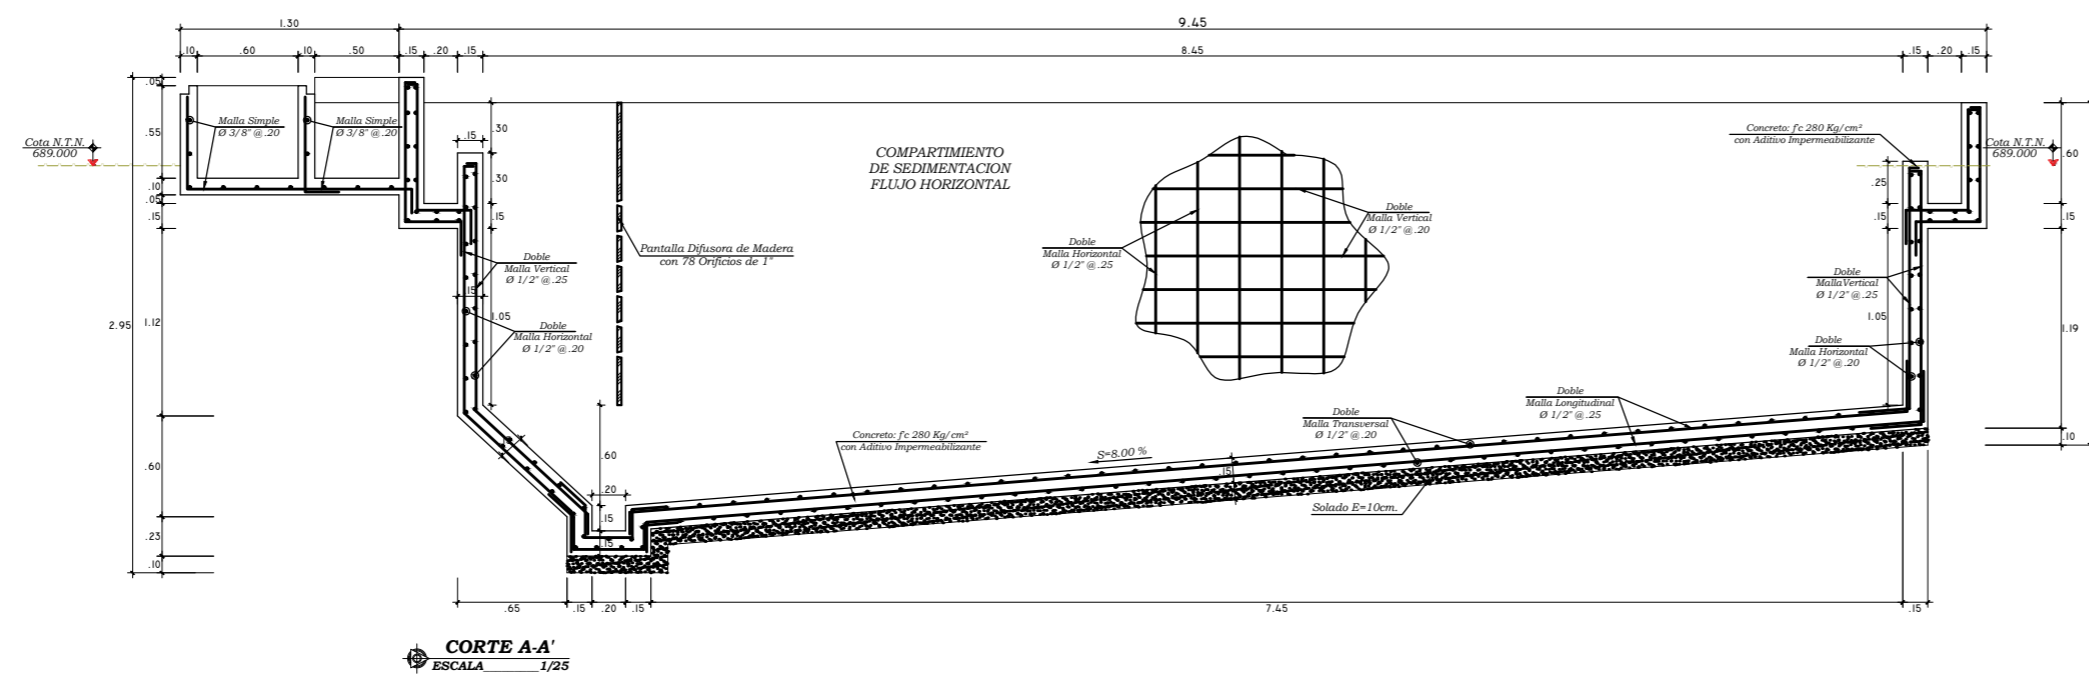 1.30
9.45
.10
.60
.10
.50
.15
.20
.15
8.45
.15
.20
.15
.05
.55
.10
.05
.15
2.95
1.12
.60
.23
.10
Cota N.T.N.
689.000
Malla Simple
Ø 3/8" @.20
Malla Simple
Ø 3/8" @.20
.15
.30
.30
.15
Doble
Malla Vertical
Ø 1/2" @.25
.15
1.05
Doble
Malla Horizontal
Ø 1/2" @.20
Pantalla Difusora de Madera
con 78 Orificios de 1"
COMPARTIMIENTO
DE SEDIMENTACION
FLUJO HORIZONTAL
Doble
Malla Horizontal
Ø 1/2" @.25
Doble
Malla Vertical
Ø 1/2" @.20
Concreto: f'c 280 Kg/cm²
con Aditivo Impermeabilizante
Cota N.T.N.
689.000
.60
.25
.15
.15
Doble
MallaVertical
Ø 1/2" @.25
1.05
1.19
Doble
Malla Horizontal
Ø 1/2" @.20
.10
Doble
Malla Longitudinal
Ø 1/2" @.25
Doble
Malla Transversal
Ø 1/2" @.20
Concreto: f'c 280 Kg/cm²
con Aditivo Impermeabilizante
S=8.00 %
.15
Solado E=10cm.
.60
.20
.15
.15
.65
.15
.20
.15
7.45
.15
CORTE A-A'
ESCALA________1/25